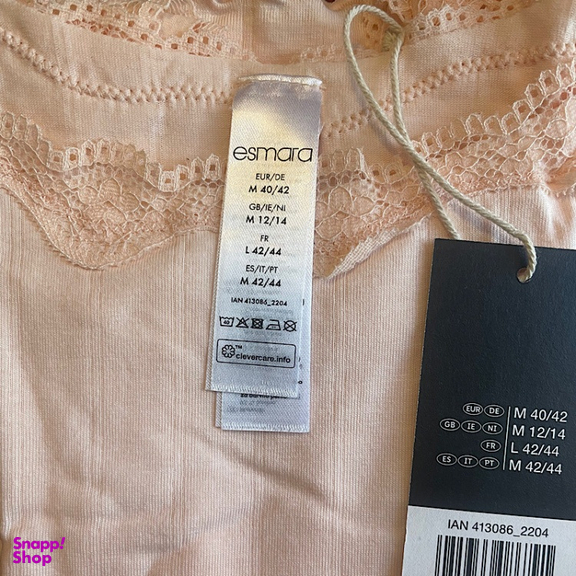 esmara
EUR/DE
M 40/42
GB/IE/NI
M 12/14
FR
L 42/44
ES/IT/PT
M 42/44
IAN 413086_2204
40
TM
clevercare.info
EUR DE M 40/42
GB IE NI M 12/14
FR L 42/44
ES IT PT M 42/44
IAN 413086_2204
Snapp!
Shop